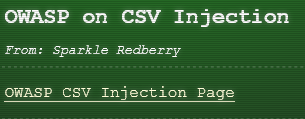 OWASP on CSV Injection
From: Sparkle Redberry
OWASP CSV Injection Page